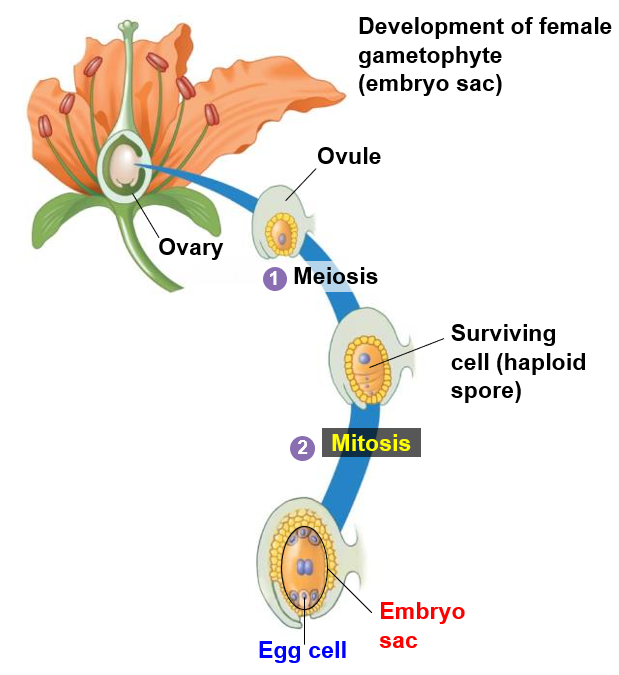 Development of female
gametophyte
(embryo sac)
Ovule
Ovary
1 Meiosis
Surviving
cell (haploid
spore)
2 Mitosis
Embryo
sac
Egg cell